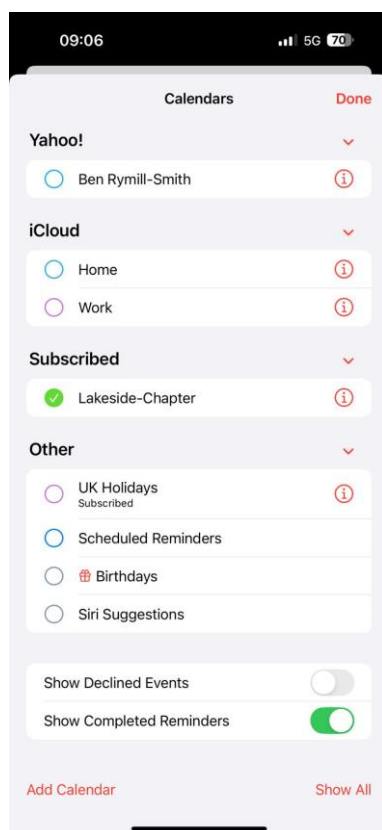 09:06
5G 70
Calendars
Done
Yahoo!
Ben Rymill-Smith
iCloud
Home
Work
Subscribed
Lakeside-Chapter
Other
UK Holidays
Subscribed
Scheduled Reminders
Birthdays
Siri Suggestions
Show Declined Events
Show Completed Reminders
Add Calendar
Show All